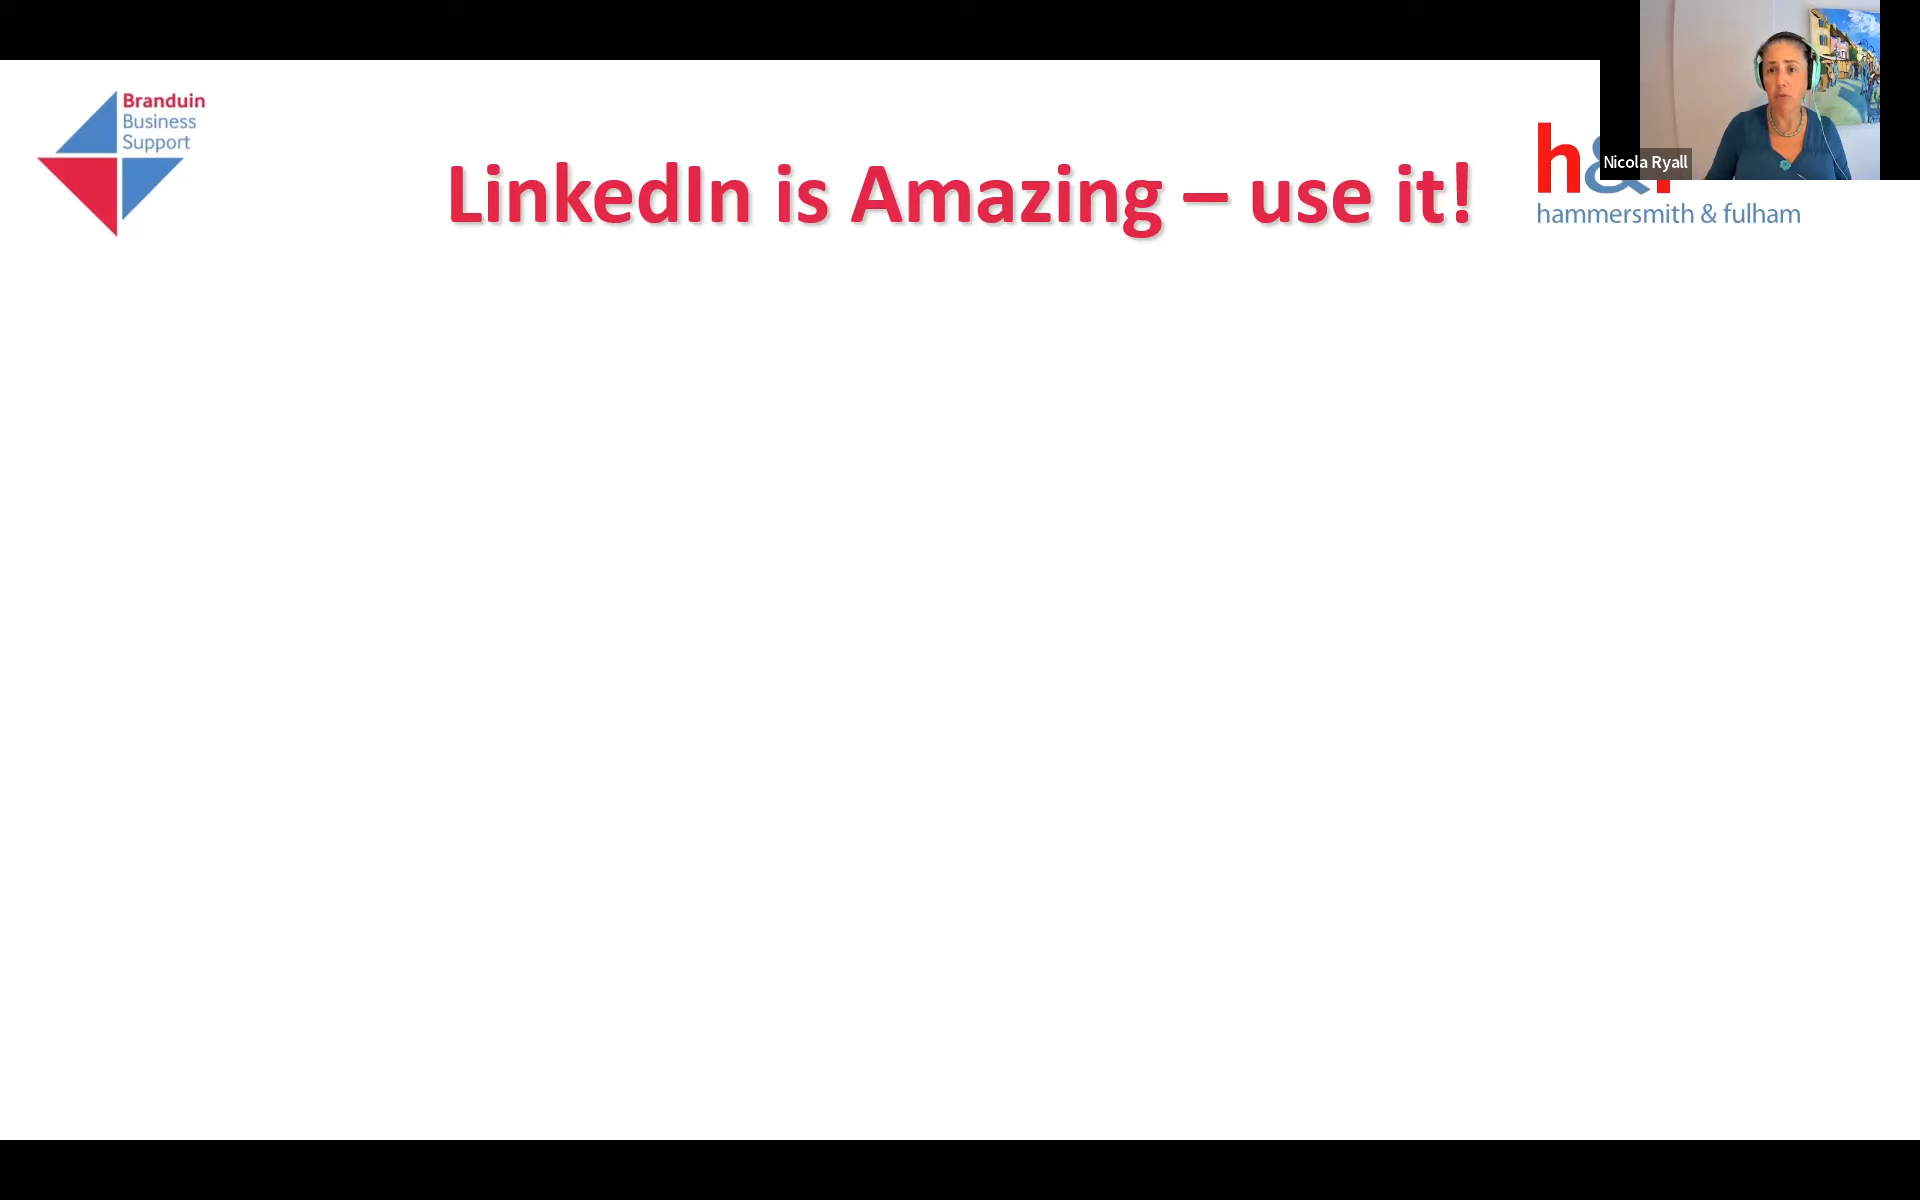 Branduin
Business
Support
LinkedIn is Amazing – use it!
h&f
hammersmith & fulham
Nicola Ryall